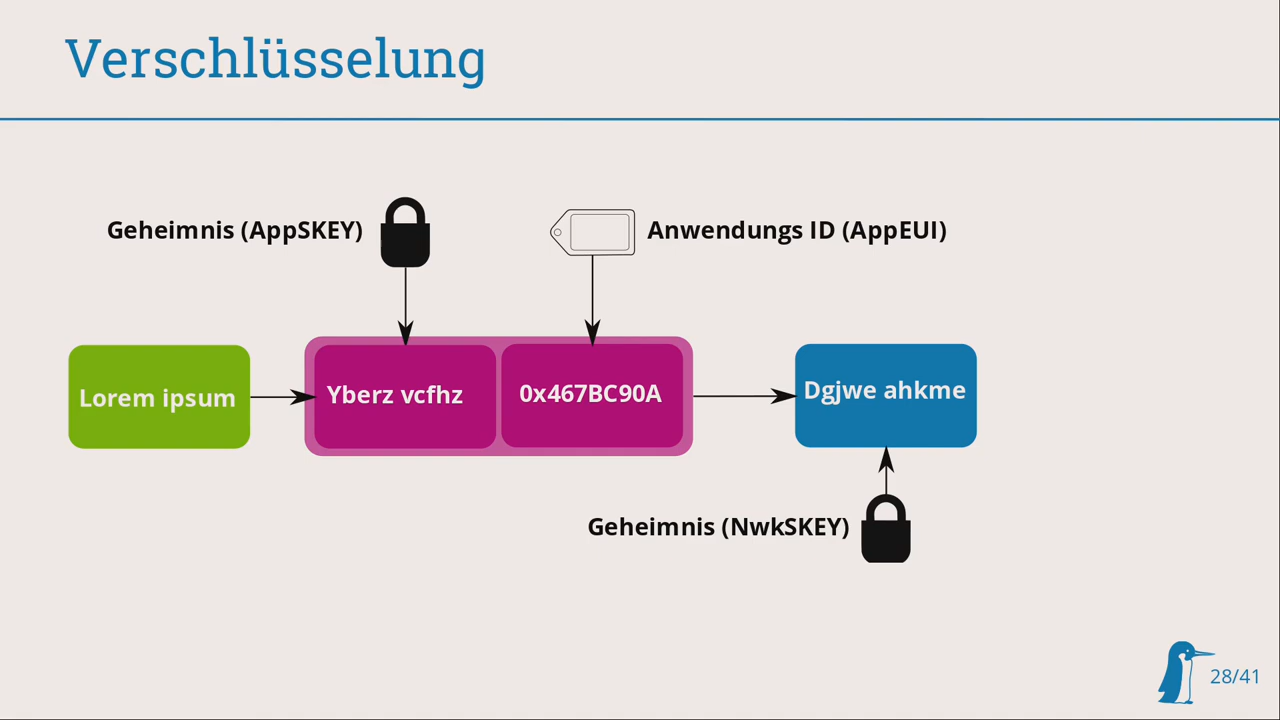 Verschlüsselung
Geheimnis (AppSKEY)
Anwendungs ID (AppEUI)
Lorem ipsum
Yberz vcfhz
0x467BC90A
Dgjwe ahkme
Geheimnis (NwkSKEY)
28/41